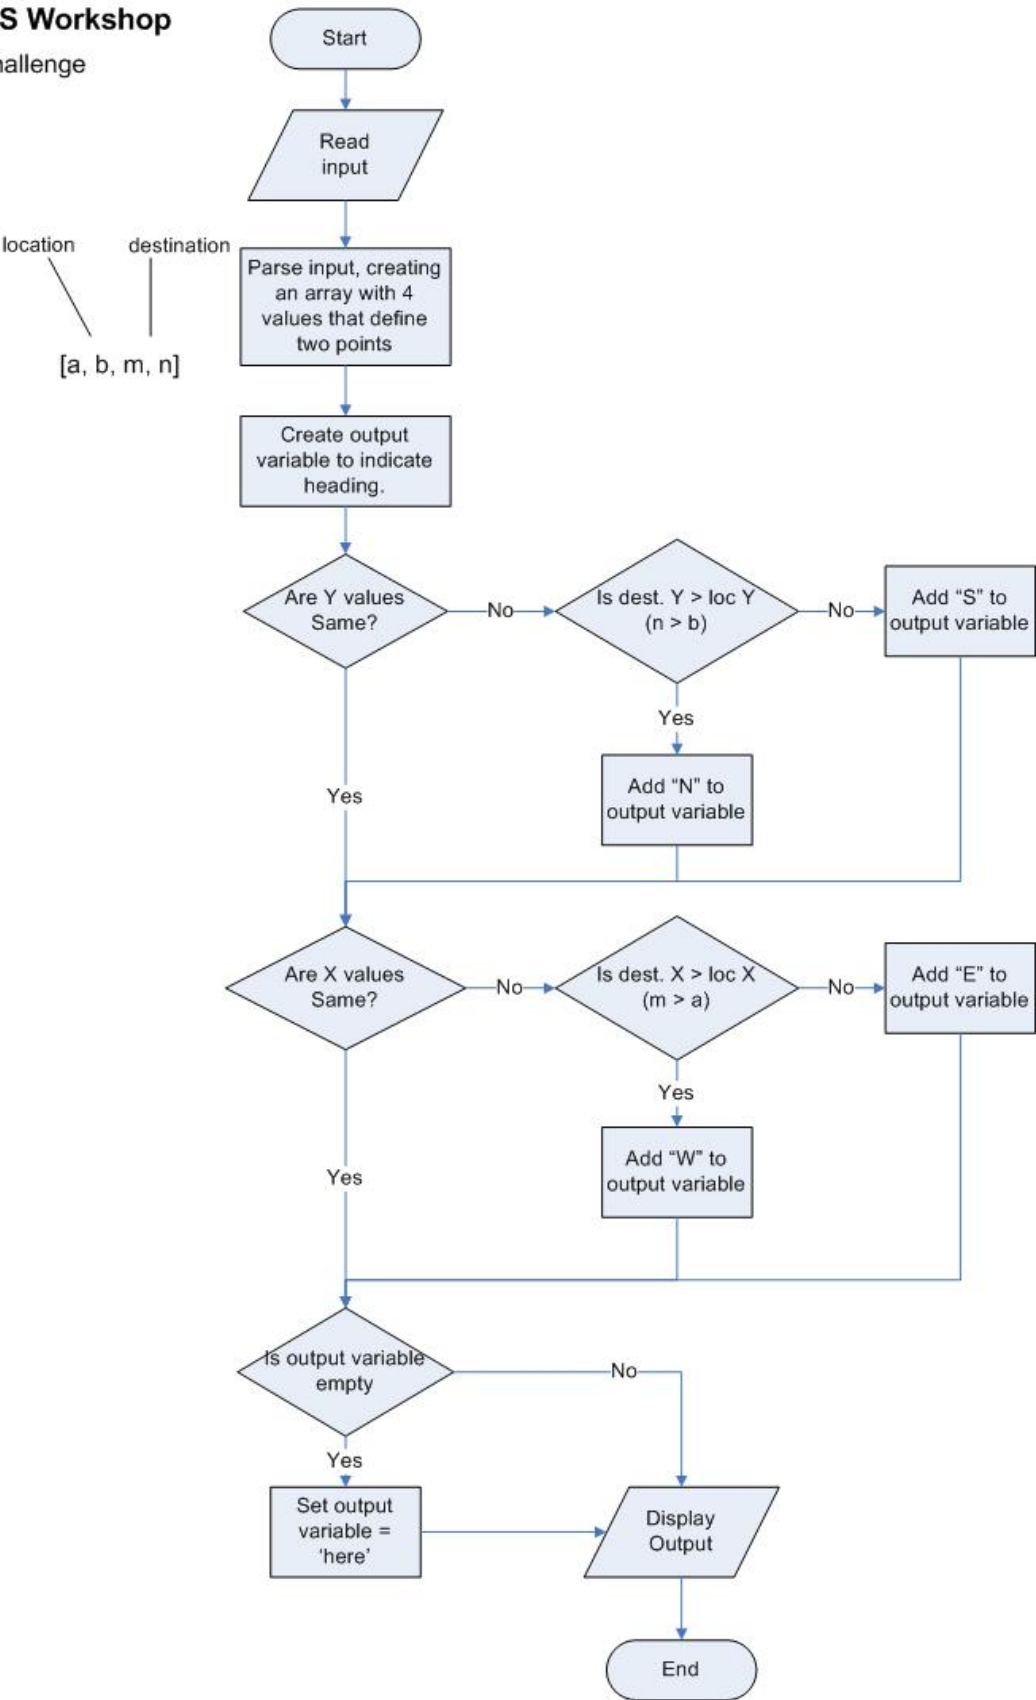 S Workshop
allenge
Start
Read
input
location
destination
[a, b, m, n]
Parse input, creating
an array with 4
values that define
two points
Create output
variable to indicate
heading.
Are Y values
Same?
No
Is dest. Y > loc Y
(n > b)
No
Add “S” to
output variable
Yes
Add “N” to
output variable
Yes
Are X values
Same?
No
Is dest. X > loc X
(m > a)
No
Add “E” to
output variable
Yes
Add “W” to
output variable
Yes
Is output variable
empty
No
Yes
Set output
variable =
‘here’
Display
Output
End